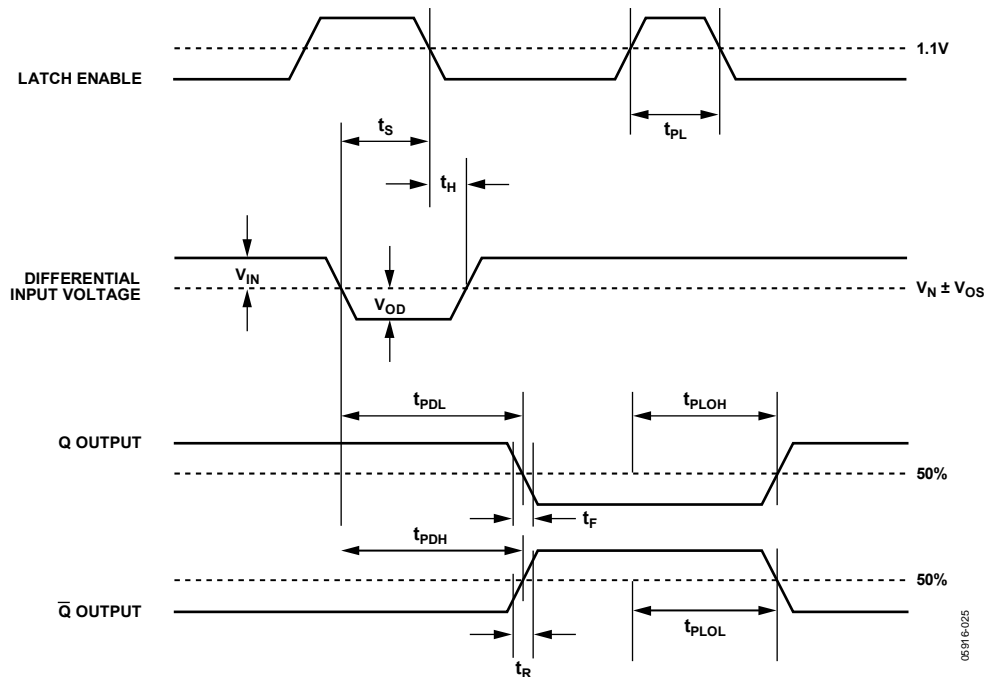 1.1V
LATCH ENABLE
tS
tPL
tH
DIFFERENTIAL
INPUT VOLTAGE
VIN
VOD
VN ± VOS
tPDL
tPLOH
Q OUTPUT
50%
tF
tPDH
50%
Q̅ OUTPUT
tPLOL
tR
05916-025